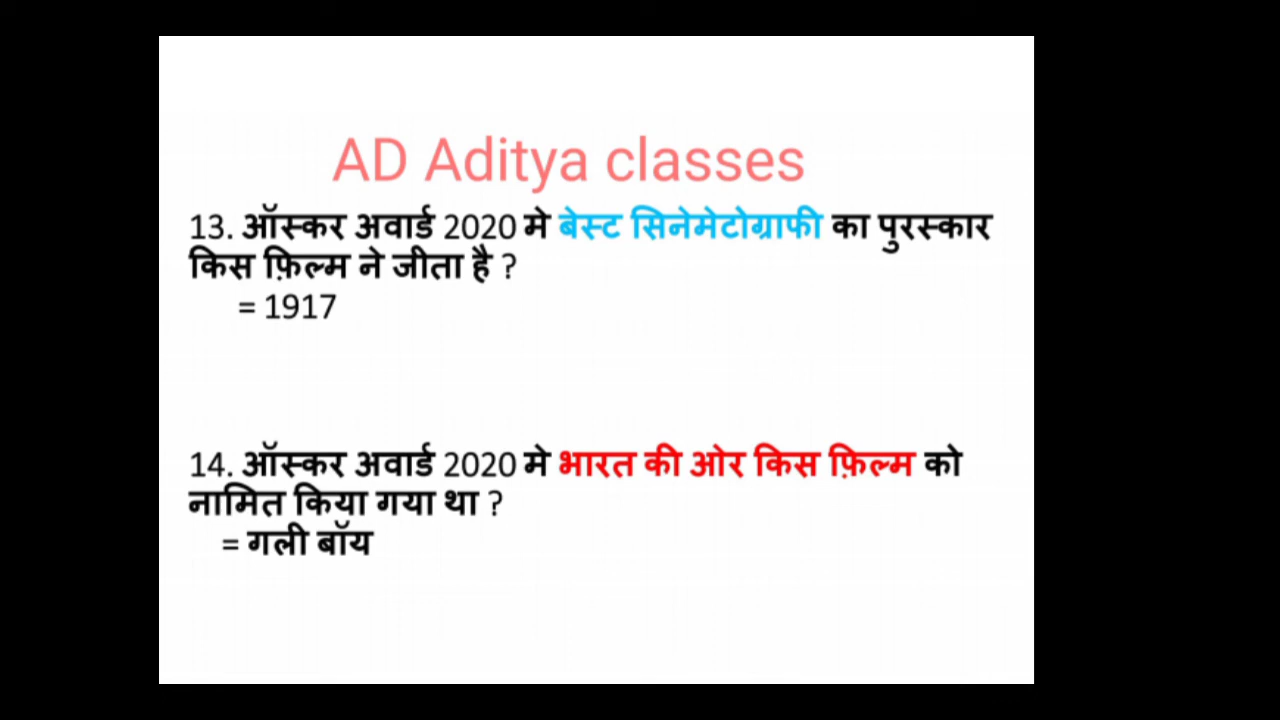 AD Aditya classes
13. ऑस्कर अवार्ड 2020 मे बेस्ट सिनेमेटोग्राफी का पुरस्कार
किस फ़िल्म ने जीता है ?
= 1917
14. ऑस्कर अवार्ड 2020 मे भारत की ओर किस फ़िल्म को
नामित किया गया था ?
= गली बॉय